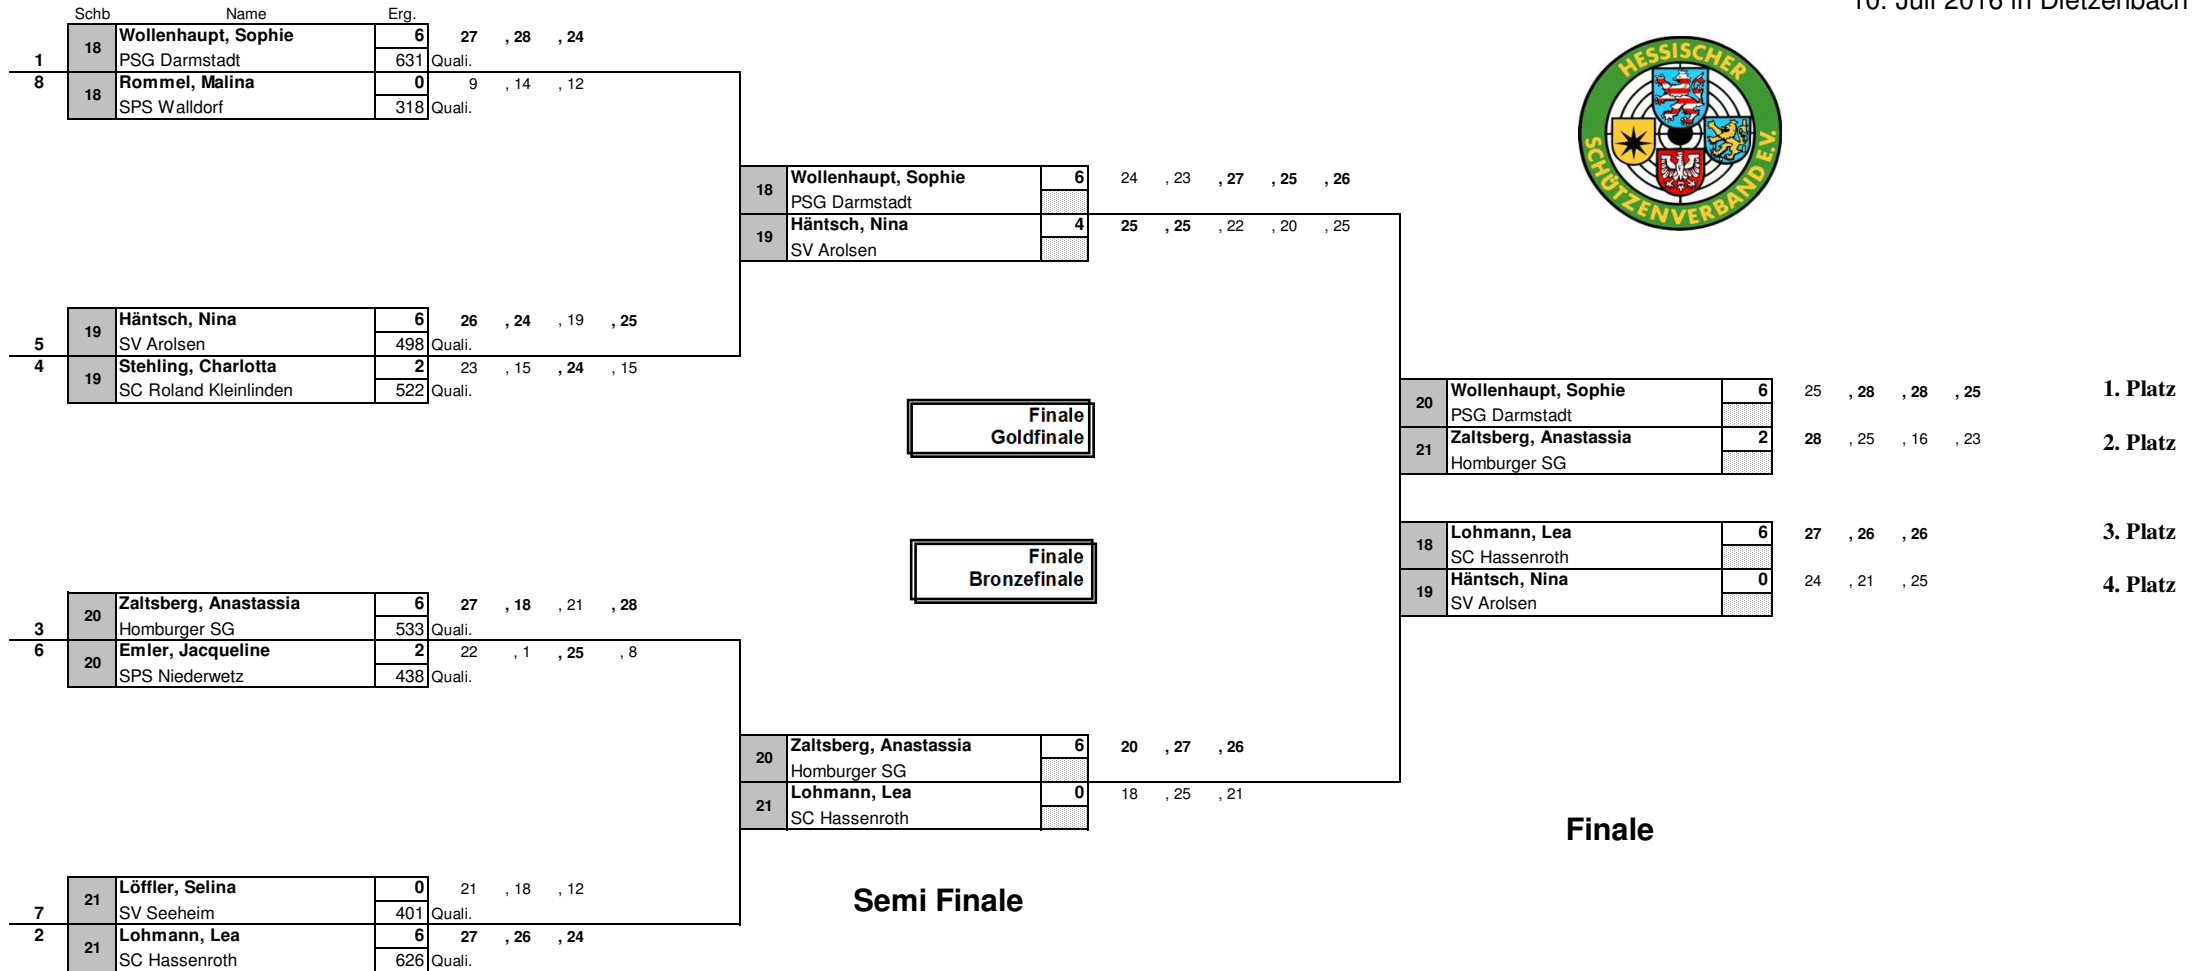 10. Juli 2016 in Dietzenbach
Schb Name Erg.
18 Wollenhaupt, Sophie 6 27 , 28 , 24
1 PSG Darmstadt 631 Quali.
8 18 Rommel, Malina 0 9 , 14 , 12
SPS Walldorf 318 Quali.
HESSISCHER
SCHÜTZENVERBAND E.V.
18 Wollenhaupt, Sophie 6 24 , 23 , 27 , 25 , 26
PSG Darmstadt
19 Häntsch, Nina 4 25 , 25 , 22 , 20 , 25
SV Arolsen
19 Häntsch, Nina 6 26 , 24 , 19 , 25
5 SV Arolsen 498 Quali.
4 19 Stehling, Charlotta 2 23 , 15 , 24 , 15
SC Roland Kleinlinden 522 Quali.
Finale
Goldfinale
20 Wollenhaupt, Sophie 6 25 , 28 , 28 , 25 1. Platz
PSG Darmstadt
21 Zaltsberg, Anastassia 2 28 , 25 , 16 , 23 2. Platz
Homburger SG
Finale
Bronzefinale
18 Lohmann, Lea 6 27 , 26 , 26 3. Platz
SC Hassenroth
19 Häntsch, Nina 0 24 , 21 , 25 4. Platz
SV Arolsen
20 Zaltsberg, Anastassia 6 27 , 18 , 21 , 28
3 Homburger SG 533 Quali.
6 20 Emler, Jacqueline 2 22 , 1 , 25 , 8
SPS Niederwetz 438 Quali.
20 Zaltsberg, Anastassia 6 20 , 27 , 26
Homburger SG
21 Lohmann, Lea 0 18 , 25 , 21
SC Hassenroth
Finale
Semi Finale
21 Löffler, Selina 0 21 , 18 , 12
7 SV Seeheim 401 Quali.
2 21 Lohmann, Lea 6 27 , 26 , 24
SC Hassenroth 626 Quali.